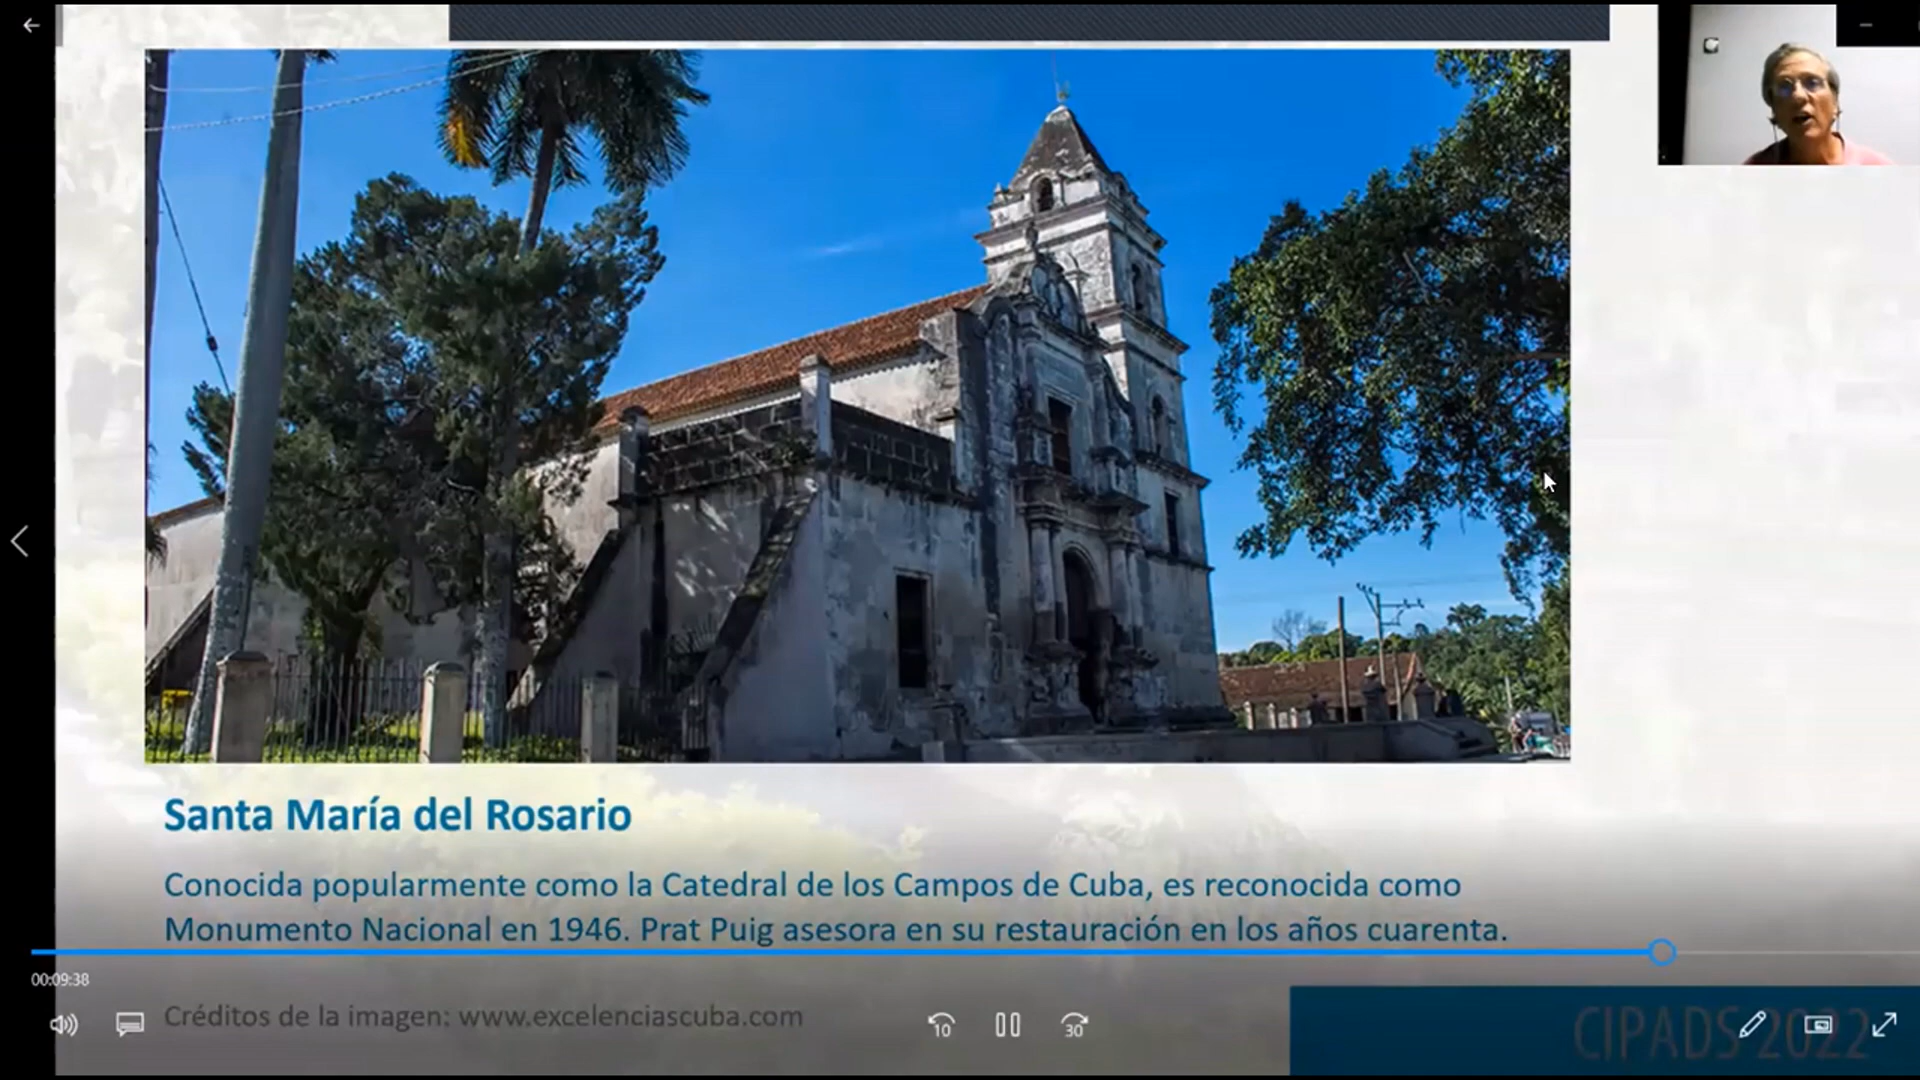 Santa María del Rosario
Conocida popularmente como la Catedral de los Campos de Cuba, es reconocida como
Monumento Nacional en 1946. Prat Puig asesora en su restauración en los años cuarenta.
00:09:38
Créditos de la imagen: www.excelenciascuba.com
10
30
CIPADS 2022